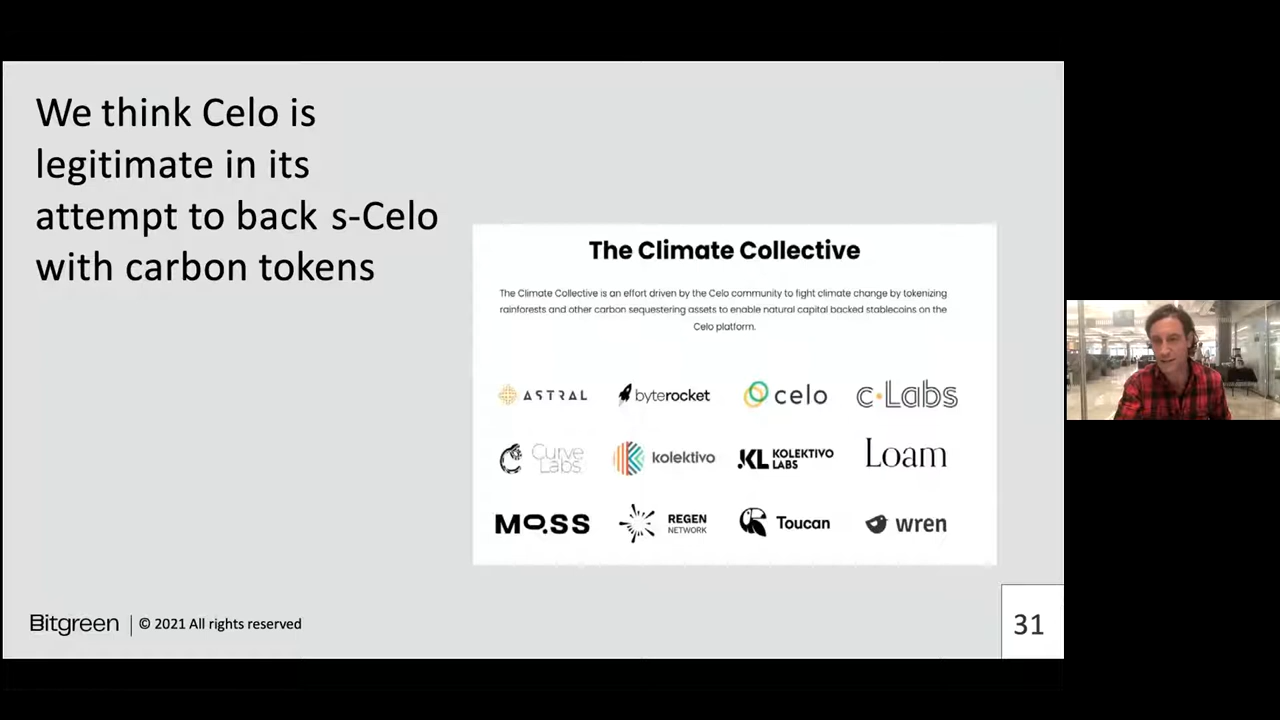 We think Celo is
legitimate in its
attempt to back s-Celo
with carbon tokens
The Climate Collective
The Climate Collective is an effort driven by the Celo community to fight climate change by tokenizing
rainforests and other carbon sequestering assets to enable natural capital backed stablecoins on the
Celo platform.
ASTRAL byterocket celo c·Labs
Curve
Labs
kolektivo
.KL KOLEKTIVO
LABS
Loam
MOSS
REGEN
NETWORK
Toucan wren
Bitgreen | © 2021 All rights reserved
31